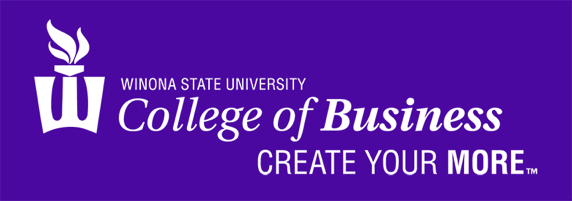 W
WINONA STATE UNIVERSITY
College of Business
CREATE YOUR MORE™